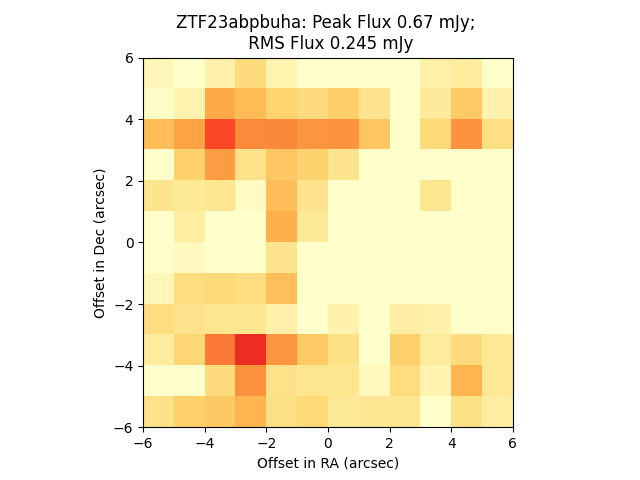 ZTF23abpbuha: Peak Flux 0.67 mJy;
RMS Flux 0.245 mJy
6
4
2
0
−2
−4
−6
Offset in Dec (arcsec)
−6 −4 −2 0 2 4 6
Offset in RA (arcsec)